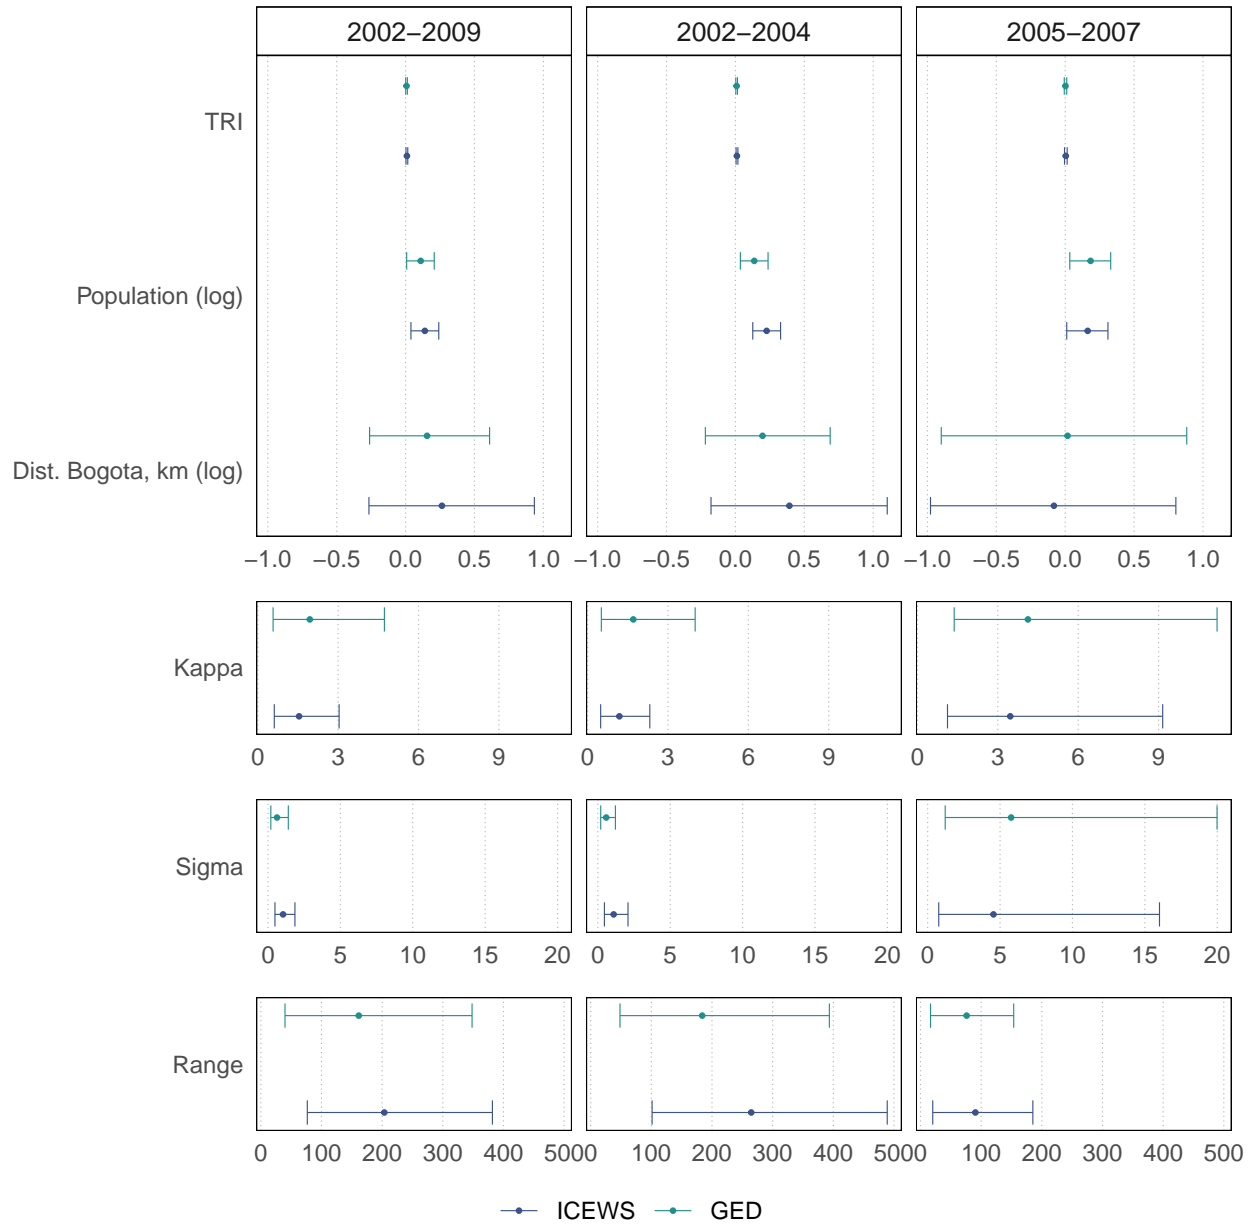 2002–2009 2002–2004 2005–2007
TRI
Population (log)
Dist. Bogota, km (log)
−1.0 −0.5 0.0 0.5 1.0 −1.0 −0.5 0.0 0.5 1.0 −1.0 −0.5 0.0 0.5 1.0
Kappa
0 3 6 9 0 3 6 9 0 3 6 9
Sigma
0 5 10 15 20 0 5 10 15 20 0 5 10 15 20
Range
0 100 200 300 400 500 0 100 200 300 400 500 0 100 200 300 400 500
ICEWS GED